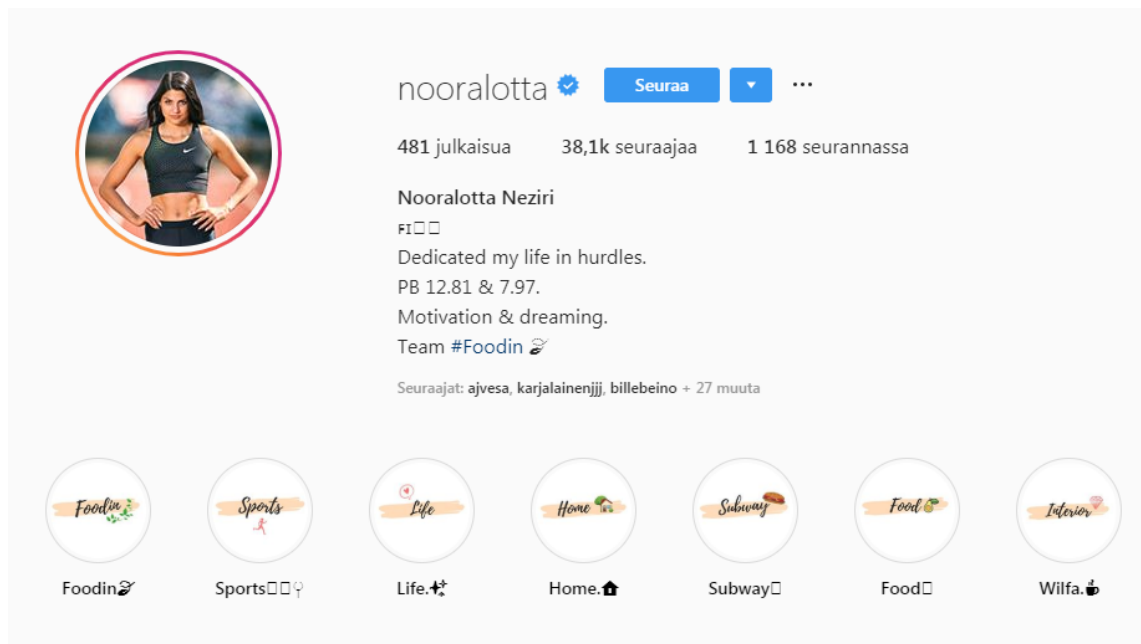 nooralotta Seuraa ▼ ...
481 julkaisua 38,1k seuraajaa 1 168 seurannassa
Nooralotta Neziri
FI□□
Dedicated my life in hurdles.
PB 12.81 & 7.97.
Motivation & dreaming.
Team #Foodin
Seuraajat: ajvesa, karjalainenjjj, billebeino + 27 muuta
Foodin Sports Life Home Subway Food Interior
Foodin Sports□□ Life. Home. Subway□ Food□ Wilfa.